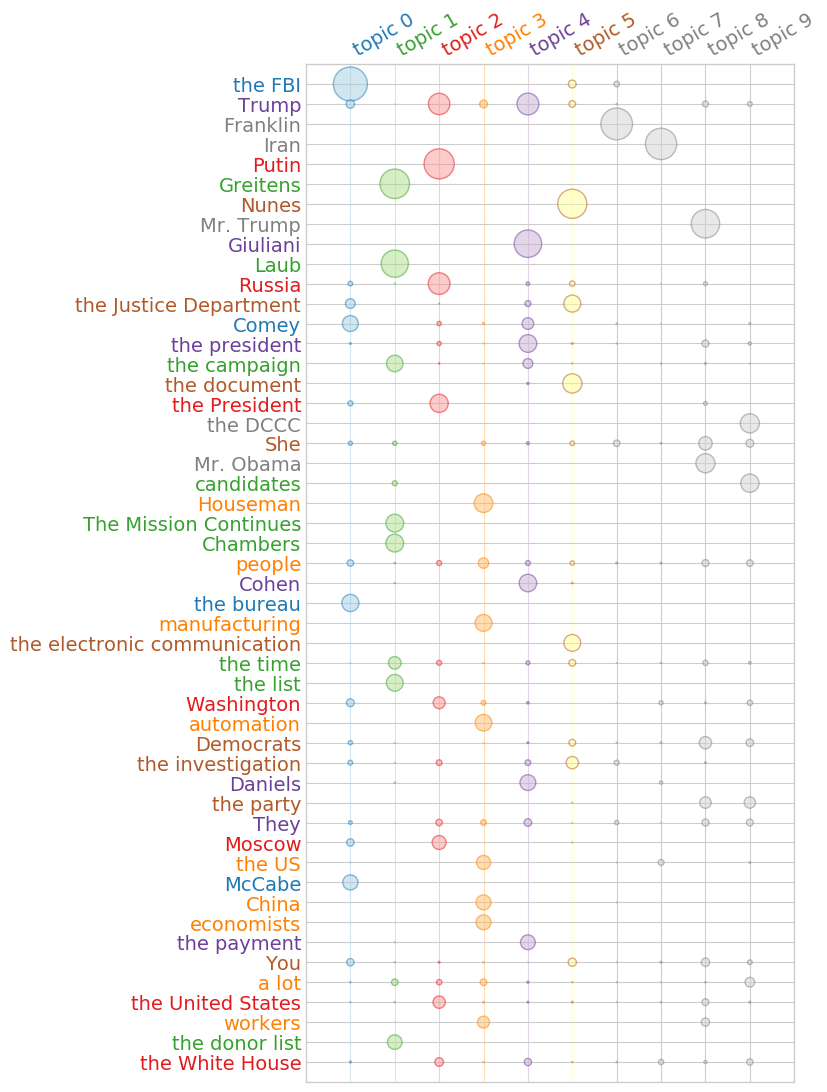 topic 0
topic 1
topic 2
topic 3
topic 4
topic 5
topic 6
topic 7
topic 8
topic 9
the FBI
Trump
Franklin
Iran
Putin
Greitens
Nunes
Mr. Trump
Giuliani
Laub
Russia
the Justice Department
Comey
the president
the campaign
the document
the President
the DCCC
She
Mr. Obama
candidates
Houseman
The Mission Continues
Chambers
people
Cohen
the bureau
manufacturing
the electronic communication
the time
the list
Washington
automation
Democrats
the investigation
Daniels
the party
They
Moscow
the US
McCabe
China
economists
the payment
You
a lot
the United States
workers
the donor list
the White House